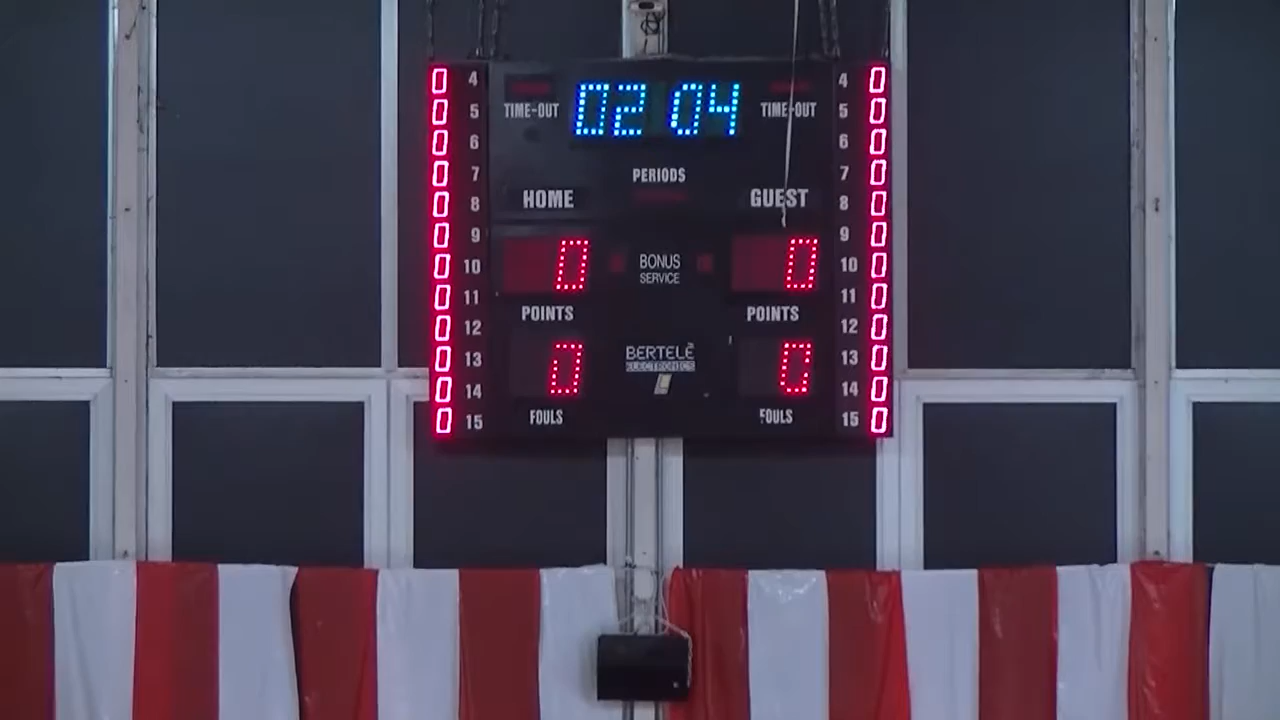 0 4 TIME-OUT 02 04 TIME-OUT 4 0
0 5 5 0
0 6 6 0
0 7 PERIODS 7 0
0 8 HOME GUEST 8 0
0 9 9 0
0 10 0 BONUS 0 10 0
SERVICE
0 11 POINTS POINTS 11 0
0 12 12 0
0 13 0 BERTELÈ 0 13 0
ELECTRONICS
0 14 14 0
0 15 FOULS FOULS 15 0